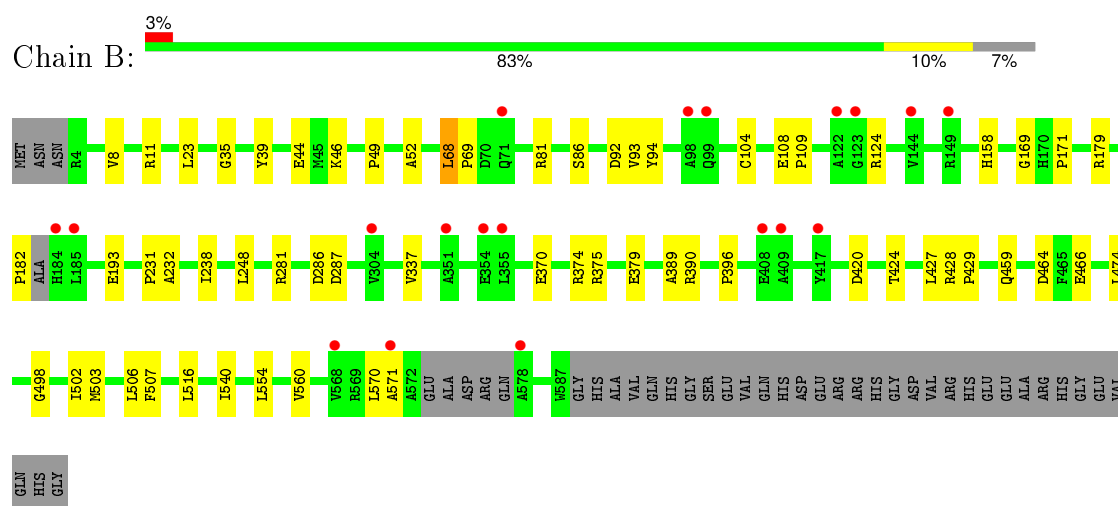 3%
Chain B:
83% 10% 7%
MET ASN ASN R4 V8 R11 L23 G35 Y39 E44 M45 K46 P49 A52 L68 P69 D70 Q71 R81 S86 D92 V93 Y94 A98 Q99 C104 E108 P109 A122 G123 R124 V144 R149 H158 G169 H170 P171 R179
P182 ALA H184 L185 E193 P231 A232 I238 L248 R281 D286 D287 V304 V337 A351 E354 L355 E370 R374 R375 E379 A389 R390 P396 E408 A409 Y417 D420 T424 L427 R428 P429 Q459 D464 F465 E466 L474
G498 I502 M503 L506 F507 L516 I540 L554 V560 V568 R569 L570 A571 A572 GLU ALA ASP ARG GLN A578 W587 GLY HIS ALA VAL GLN HIS GLY SER GLU VAL GLN HIS ASP GLU ARG ARG HIS GLY ASP VAL ARG HIS GLU GLU ALA ARG HIS GLY GLU VAL
GLN HIS GLY